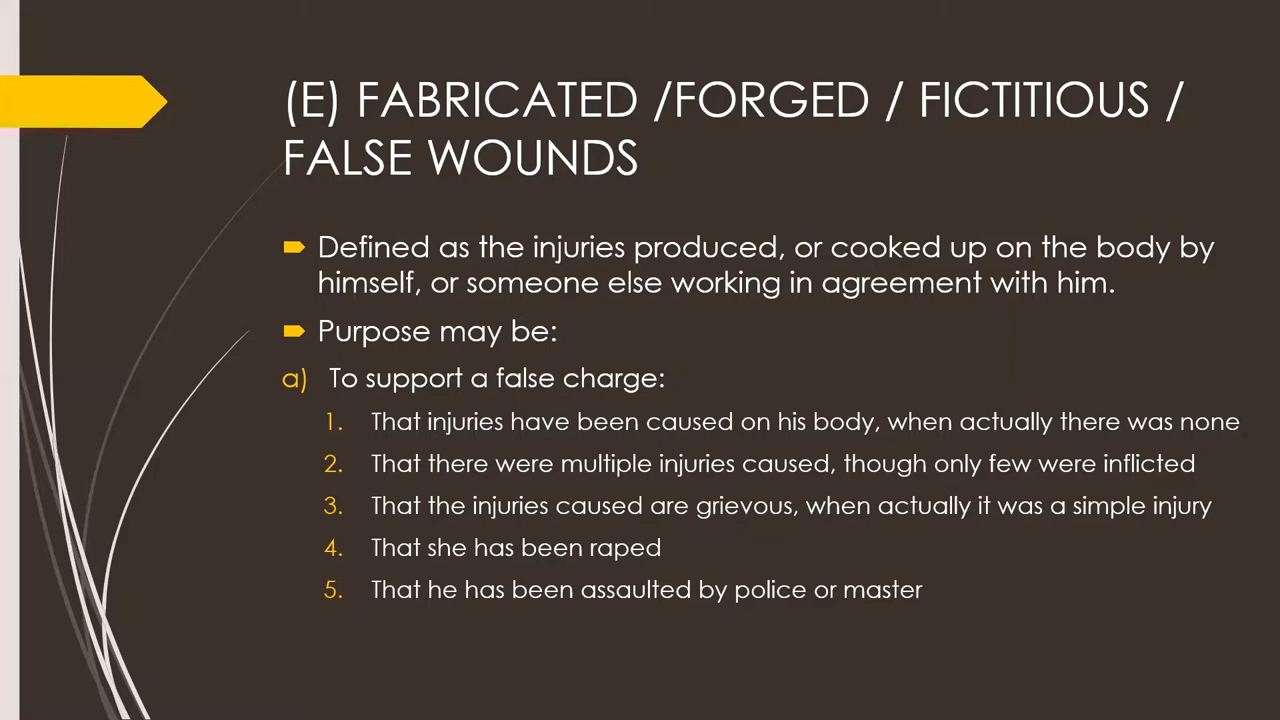 (E) FABRICATED /FORGED / FICTITIOUS /
FALSE WOUNDS
Defined as the injuries produced, or cooked up on the body by
himself, or someone else working in agreement with him.
Purpose may be:
a) To support a false charge:
1. That injuries have been caused on his body, when actually there was none
2. That there were multiple injuries caused, though only few were inflicted
3. That the injuries caused are grievous, when actually it was a simple injury
4. That she has been raped
5. That he has been assaulted by police or master